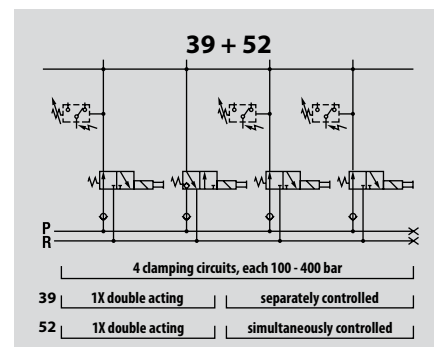 39 + 52
P
R
4 clamping circuits, each 100 - 400 bar
39 1X double acting separately controlled
52 1X double acting simultaneously controlled